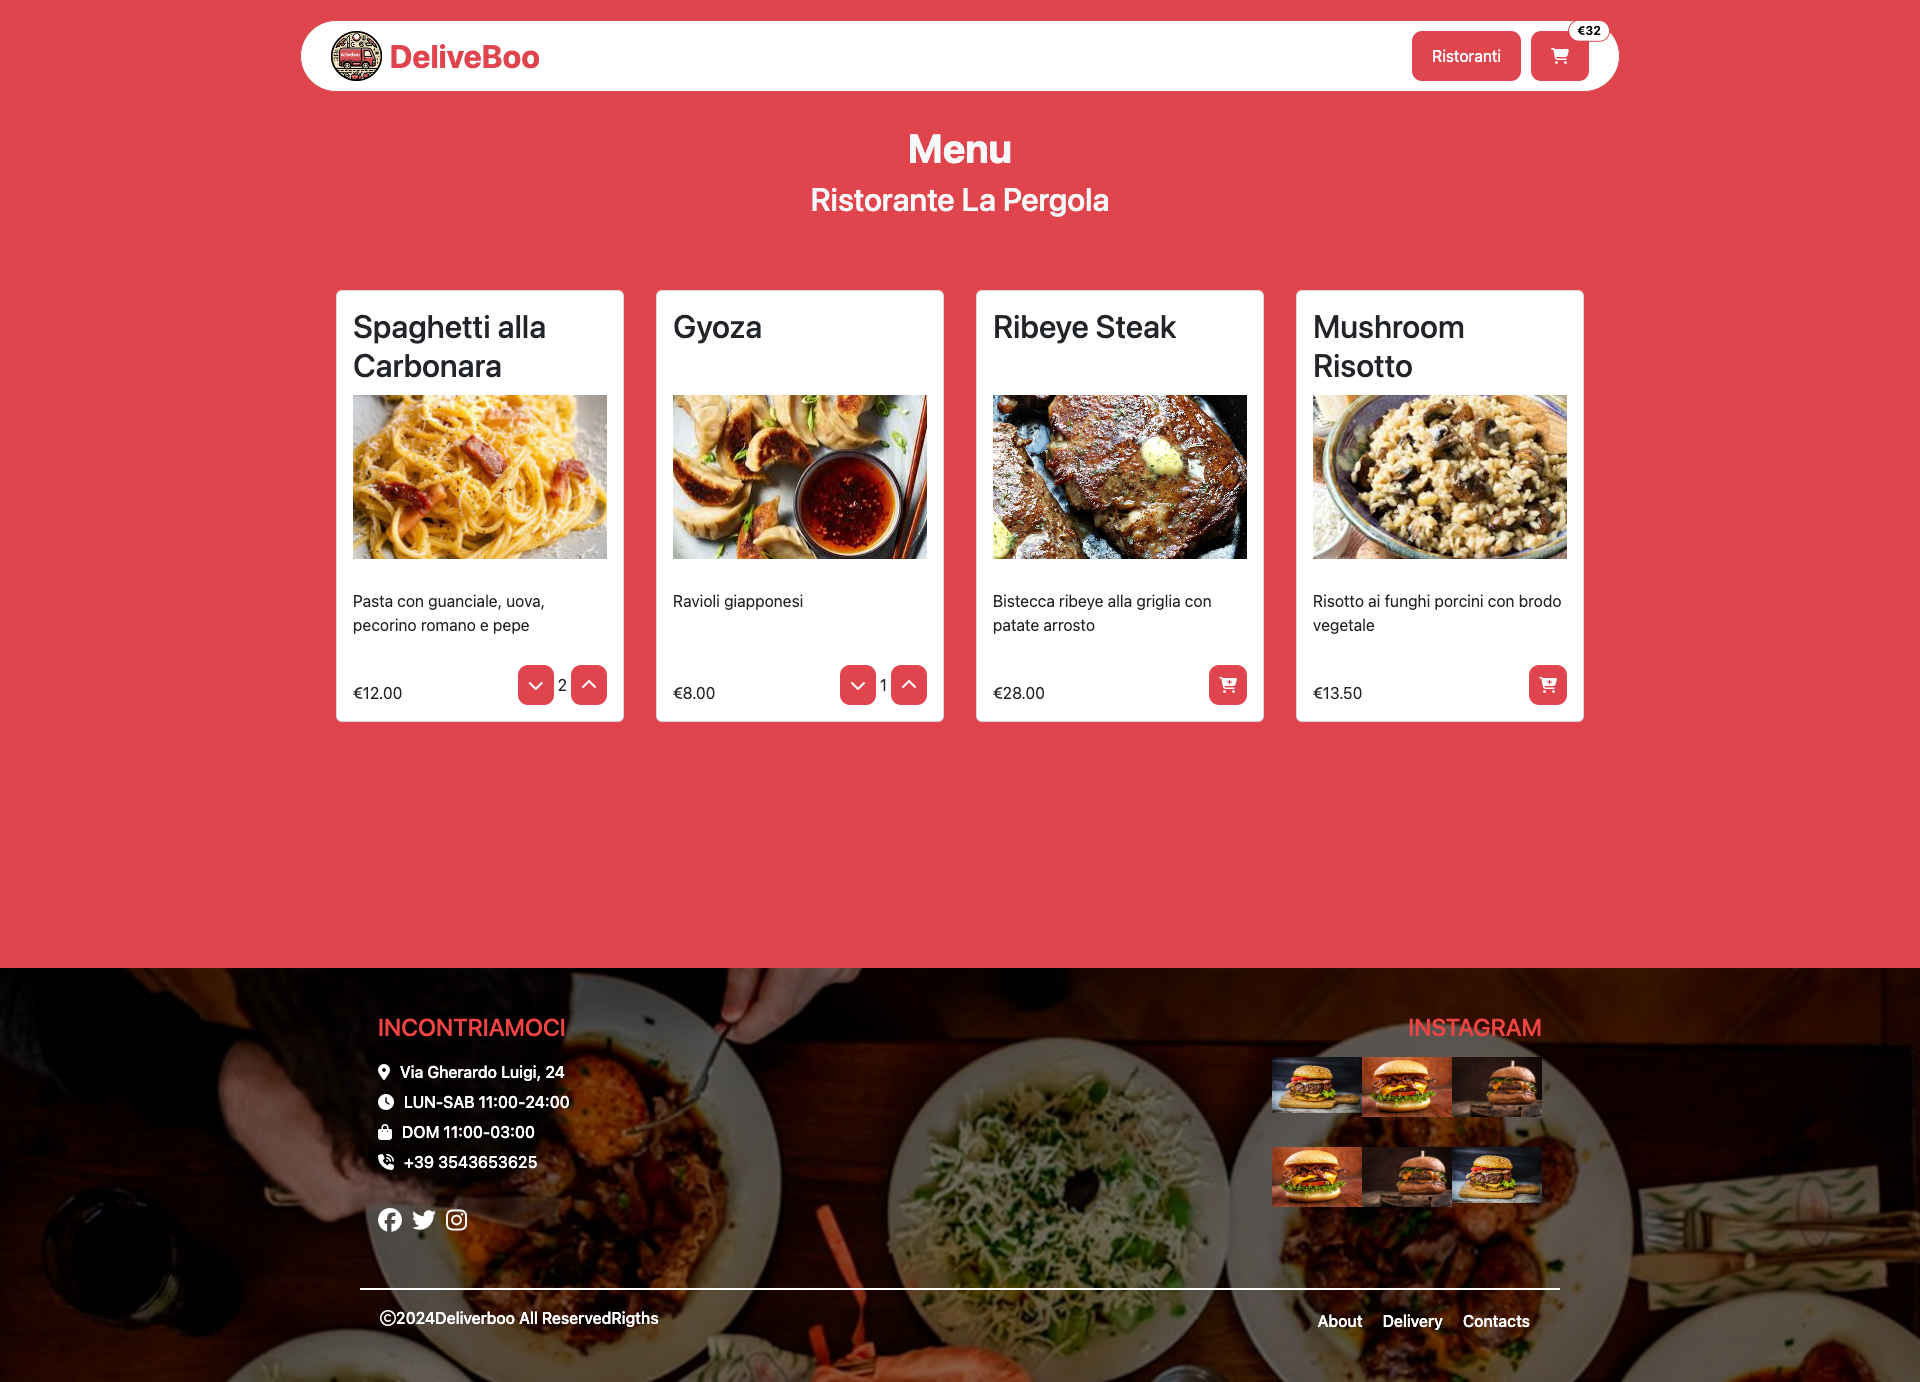 DeliveBoo
Ristoranti
€32
Menu
Ristorante La Pergola
Spaghetti alla
Carbonara
Pasta con guanciale, uova,
pecorino romano e pepe
€12.00
2
Gyoza
Ravioli giapponesi
€8.00
1
Ribeye Steak
Bistecca ribeye alla griglia con
patate arrosto
€28.00
Mushroom
Risotto
Risotto ai funghi porcini con brodo
vegetale
€13.50
INCONTRIAMOCI
Via Gherardo Luigi, 24
LUN-SAB 11:00-24:00
DOM 11:00-03:00
+39 3543653625
INSTAGRAM
©2024Deliverboo All ReservedRigths
About Delivery Contacts